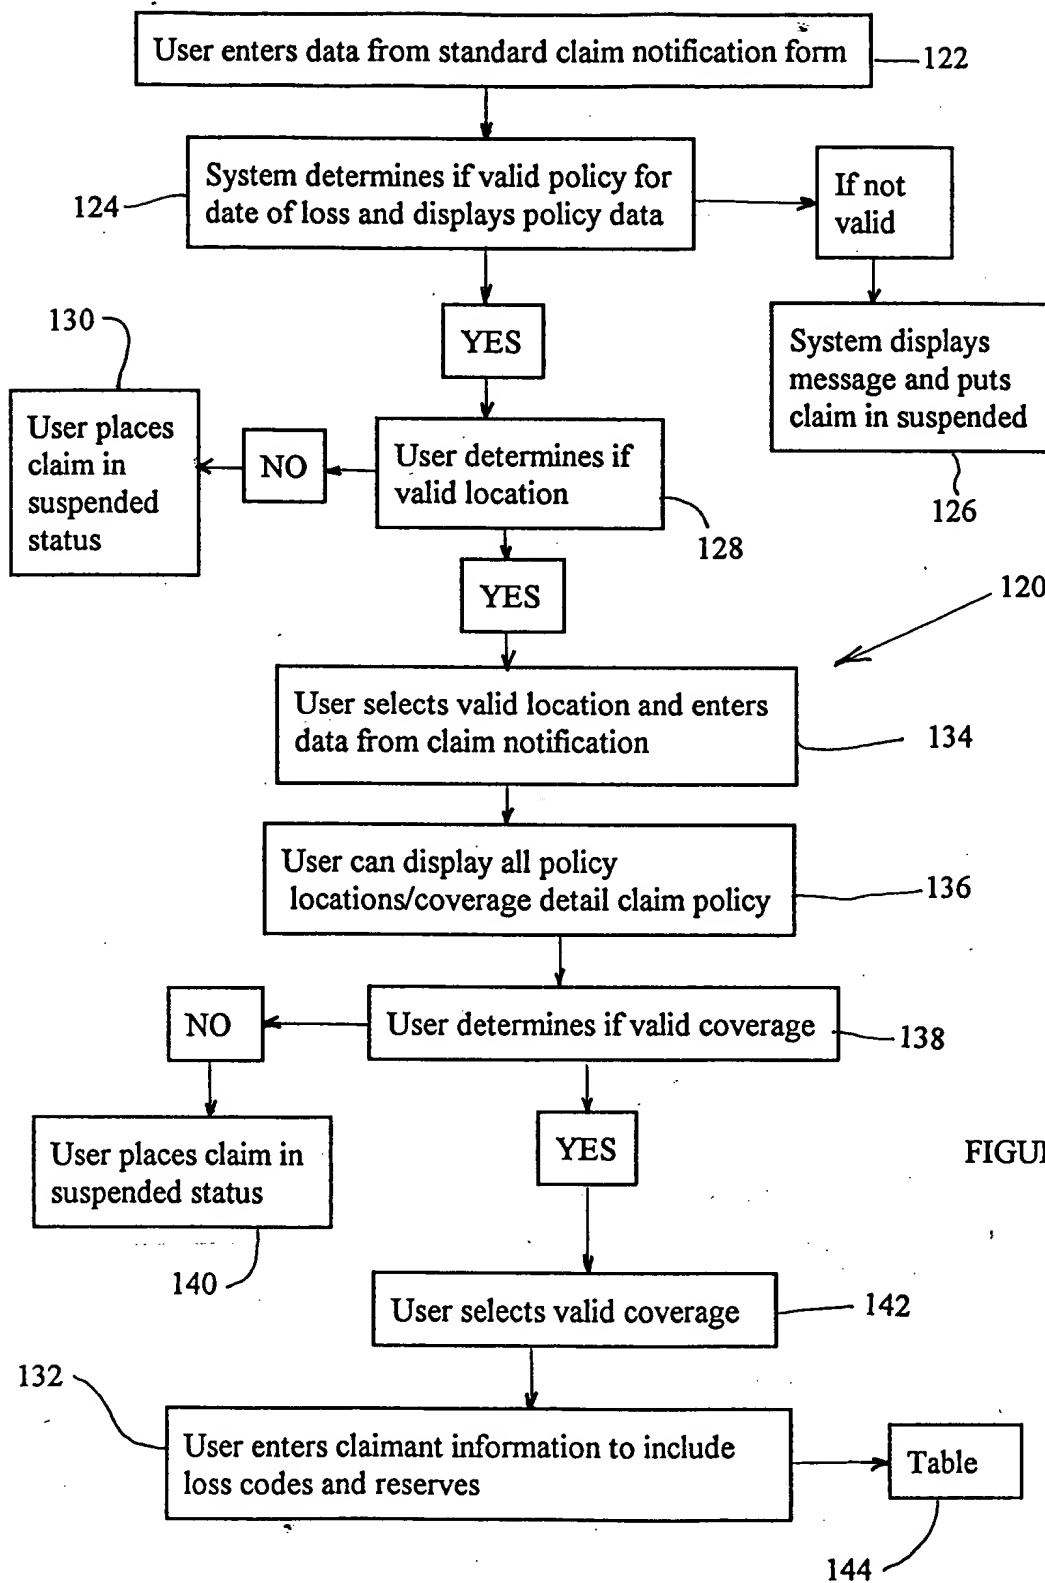 User enters data from standard claim notification form
122
System determines if valid policy for
date of loss and displays policy data
124
If not
valid
YES
130
System displays
message and puts
claim in suspended
126
User places
claim in
suspended
status
NO
User determines if
valid location
128
YES
120
User selects valid location and enters
data from claim notification
134
User can display all policy
locations/coverage detail claim policy
136
NO
User determines if valid coverage
138
User places claim in
suspended status
140
YES
User selects valid coverage
142
132
User enters claimant information to include
loss codes and reserves
Table
144